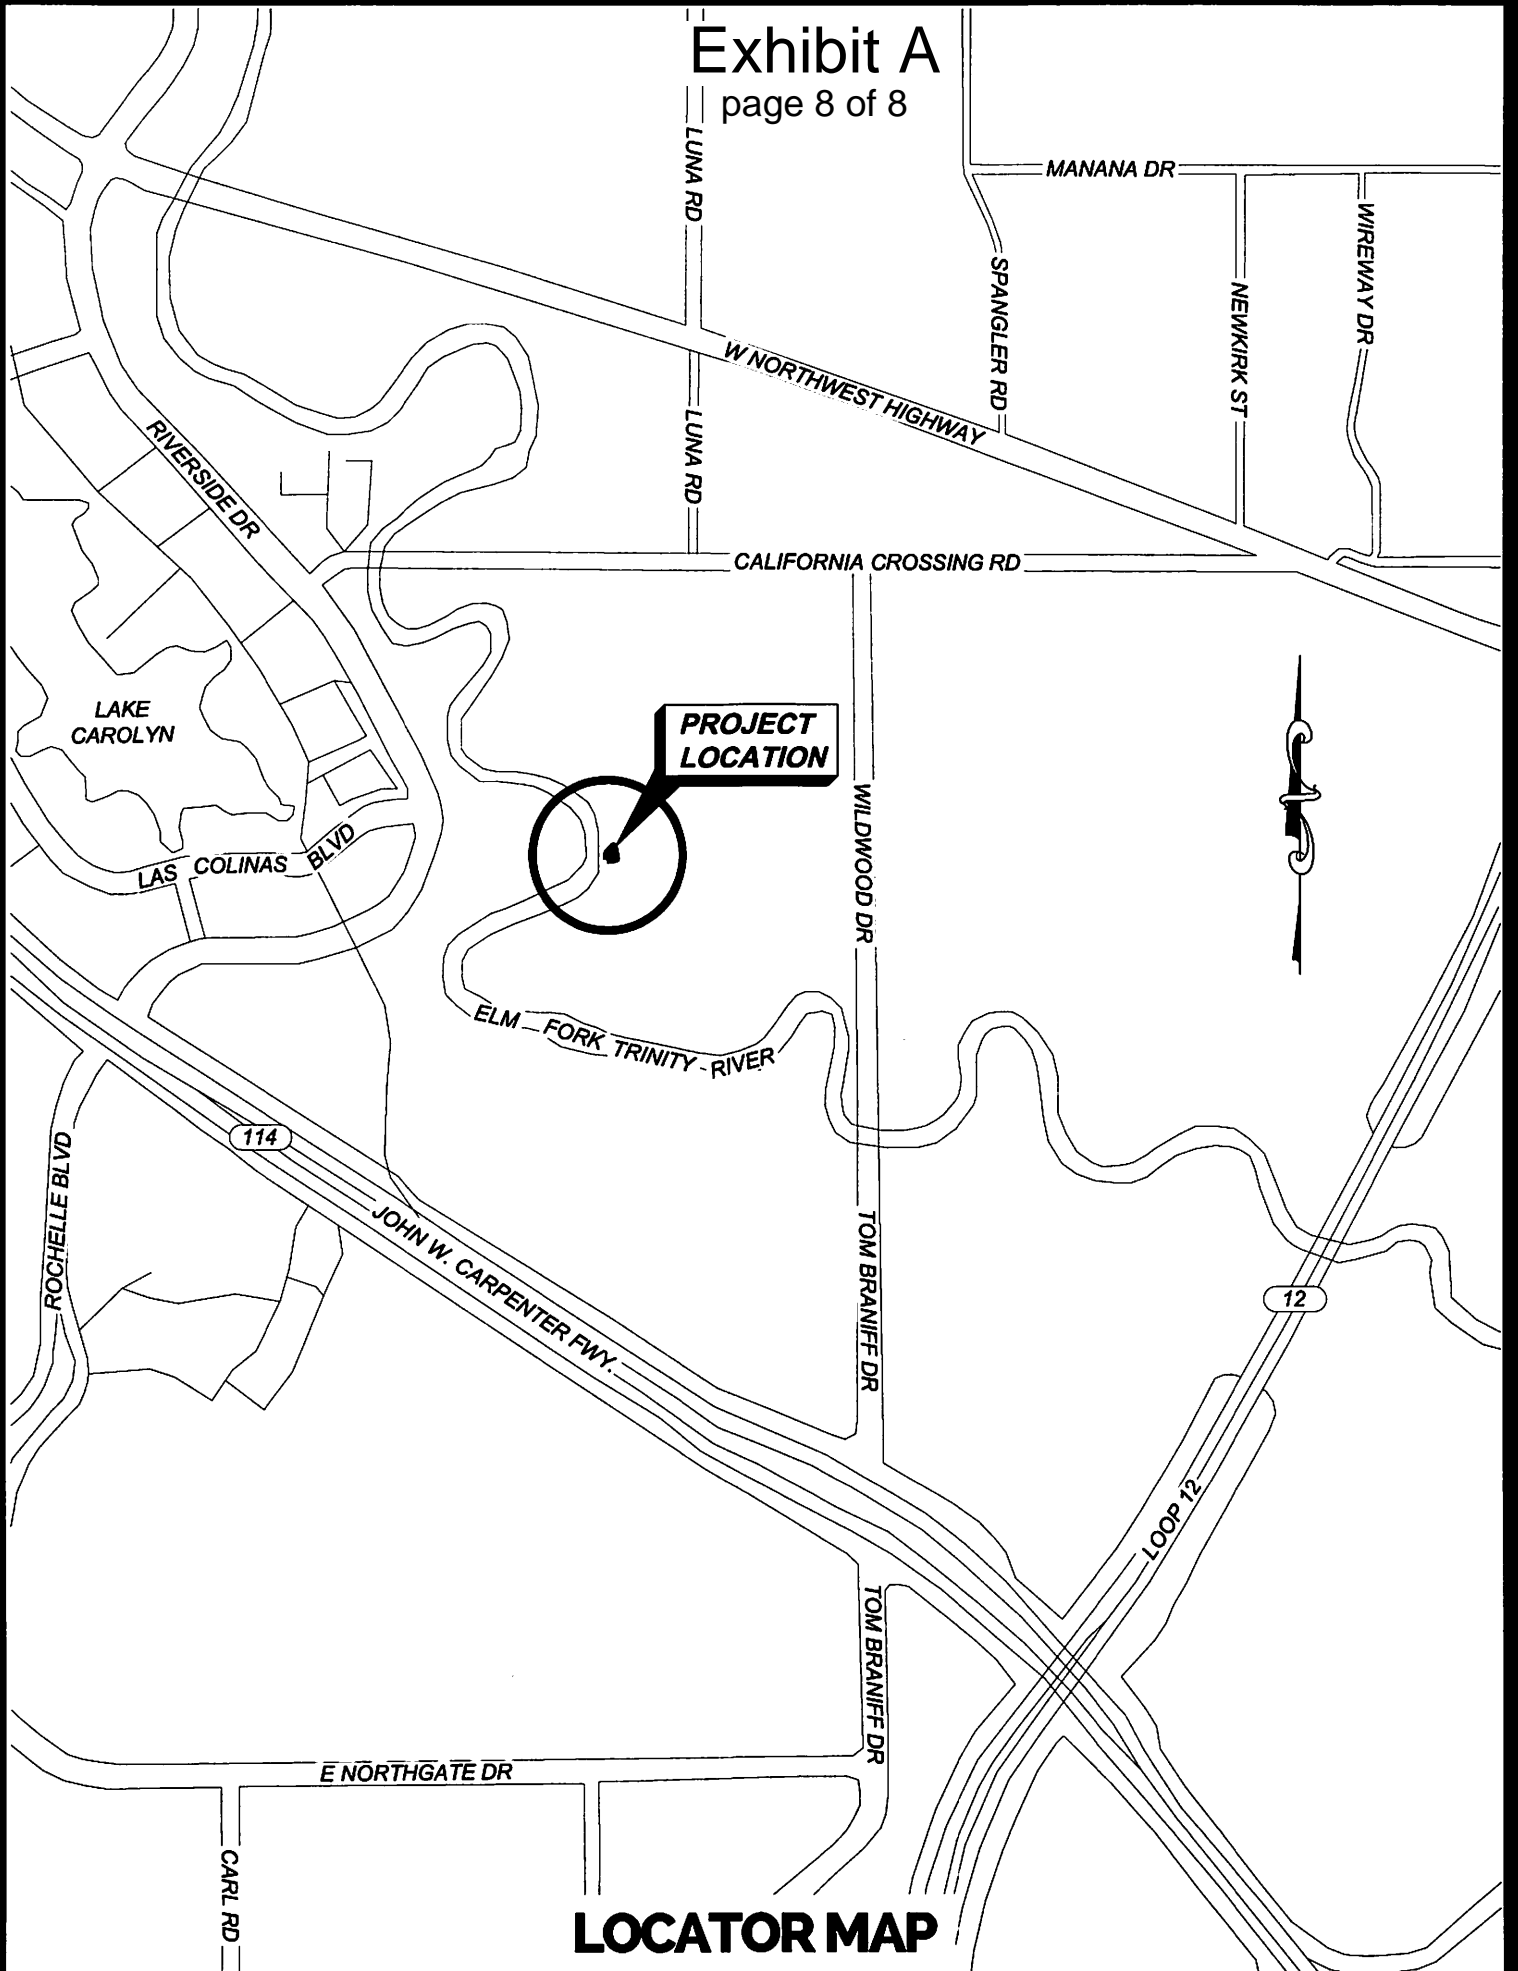 Exhibit A
page 8 of 8
LUNA RD
MANANA DR
WIREWAY DR
SPANGLER RD
NEWKIRK ST
W NORTHWEST HIGHWAY
LUNA RD
RIVERSIDE DR
CALIFORNIA CROSSING RD
LAKE
CAROLYN
PROJECT
LOCATION
WILDWOOD DR
LAS COLINAS BLVD
ELM FORK TRINITY RIVER
114
ROCHELLE BLVD
JOHN W. CARPENTER FWY.
TOM BRANIFF DR
12
LOOP 12
TOM BRANIFF DR
E NORTHGATE DR
CARL RD
LOCATOR MAP